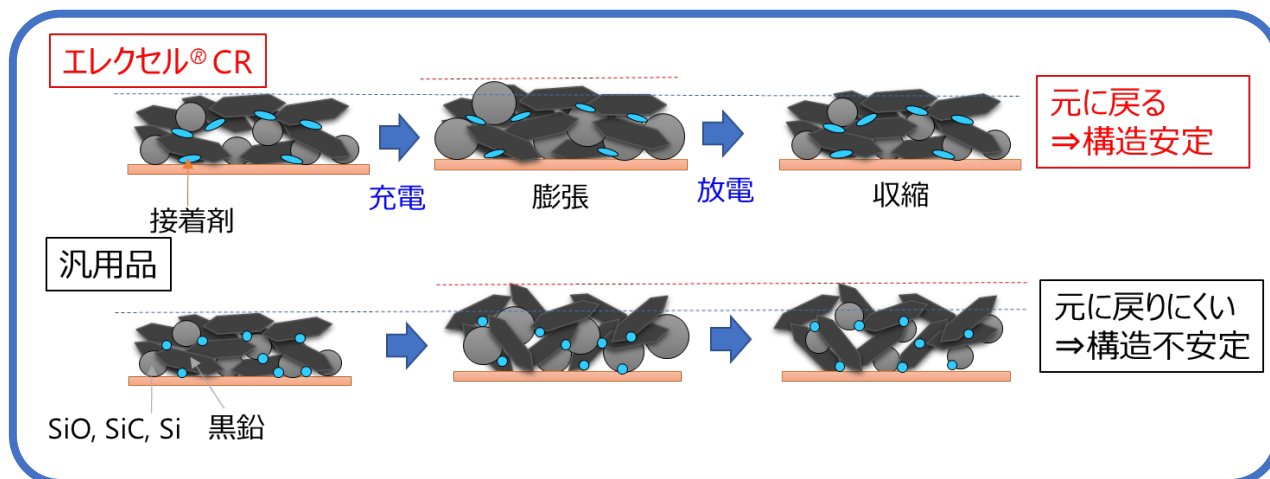 エレクセル® CR
充電
膨張
放電
収縮
元に戻る
⇒構造安定
接着剤
汎用品
元に戻りにくい
⇒構造不安定
SiO, SiC, Si
黒鉛